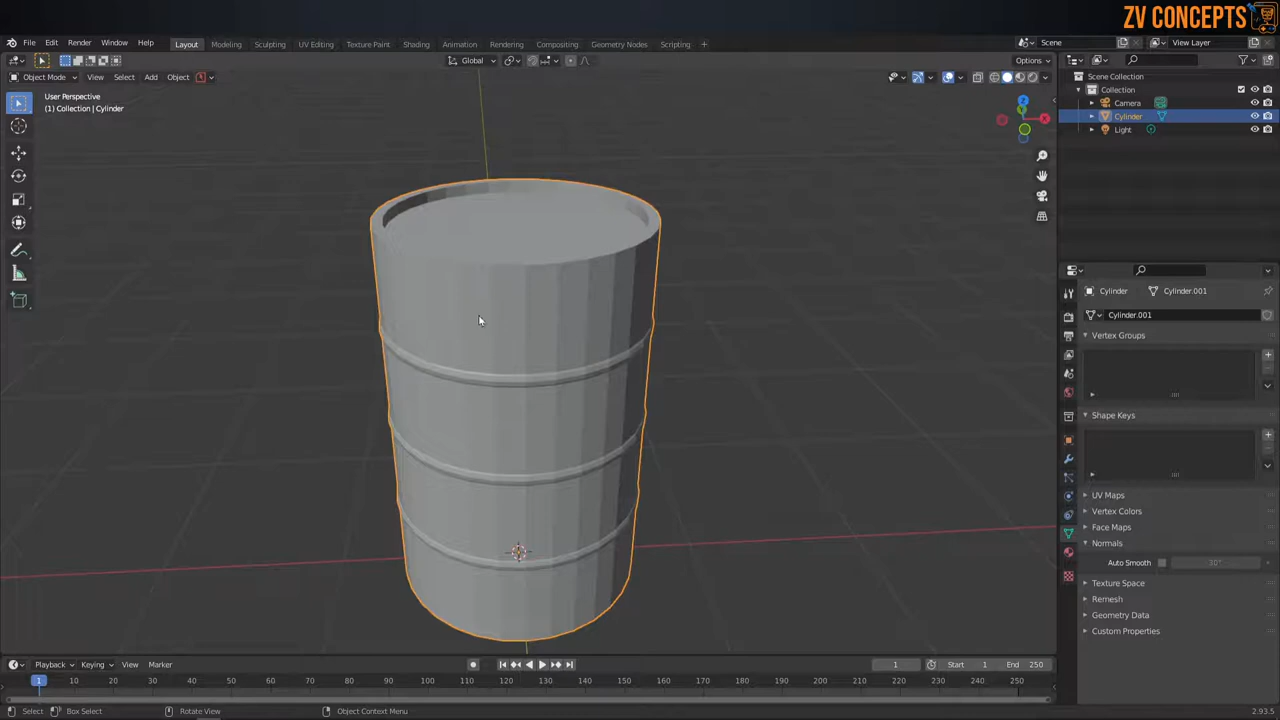 ZV CONCEPTS
File Edit Render Window Help Layout Modeling Sculpting UV Editing Texture Paint Shading Animation Rendering Compositing Geometry Nodes Scripting + Scene View Layer
Global Options
Object Mode View Select Add Object
User Perspective
(1) Collection | Cylinder
Z
Y
X
Scene Collection
Collection
Camera
Cylinder
Light
Cylinder Cylinder.001
Cylinder.001
Vertex Groups
Shape Keys
UV Maps
Vertex Colors
Face Maps
Normals
Auto Smooth 30°
Texture Space
Remesh
Geometry Data
Custom Properties
Playback Keying View Marker 1 Start 1 End 250
1 10 20 30 40 50 60 70 80 90 100 110 120 130 140 150 160 170 180 190 200 210 220 230 240 250
Select Box Select Rotate View Object Context Menu 2.93.5